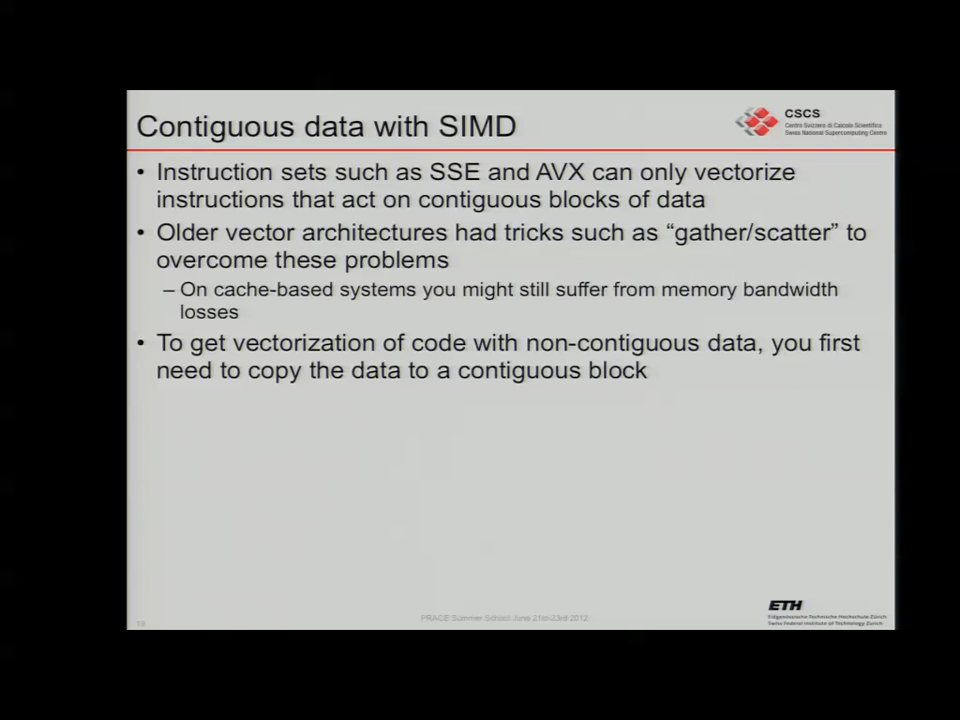 Contiguous data with SIMD
CSCS
Centro Svizzero di Calcolo Scientifico
Swiss National Supercomputing Centre
• Instruction sets such as SSE and AVX can only vectorize
instructions that act on contiguous blocks of data
• Older vector architectures had tricks such as “gather/scatter” to
overcome these problems
– On cache-based systems you might still suffer from memory bandwidth
losses
• To get vectorization of code with non-contiguous data, you first
need to copy the data to a contiguous block
PRACE Summer School June 21st-23rd 2012
ETH
Eidgenössische Technische Hochschule Zürich
Swiss Federal Institute of Technology Zurich